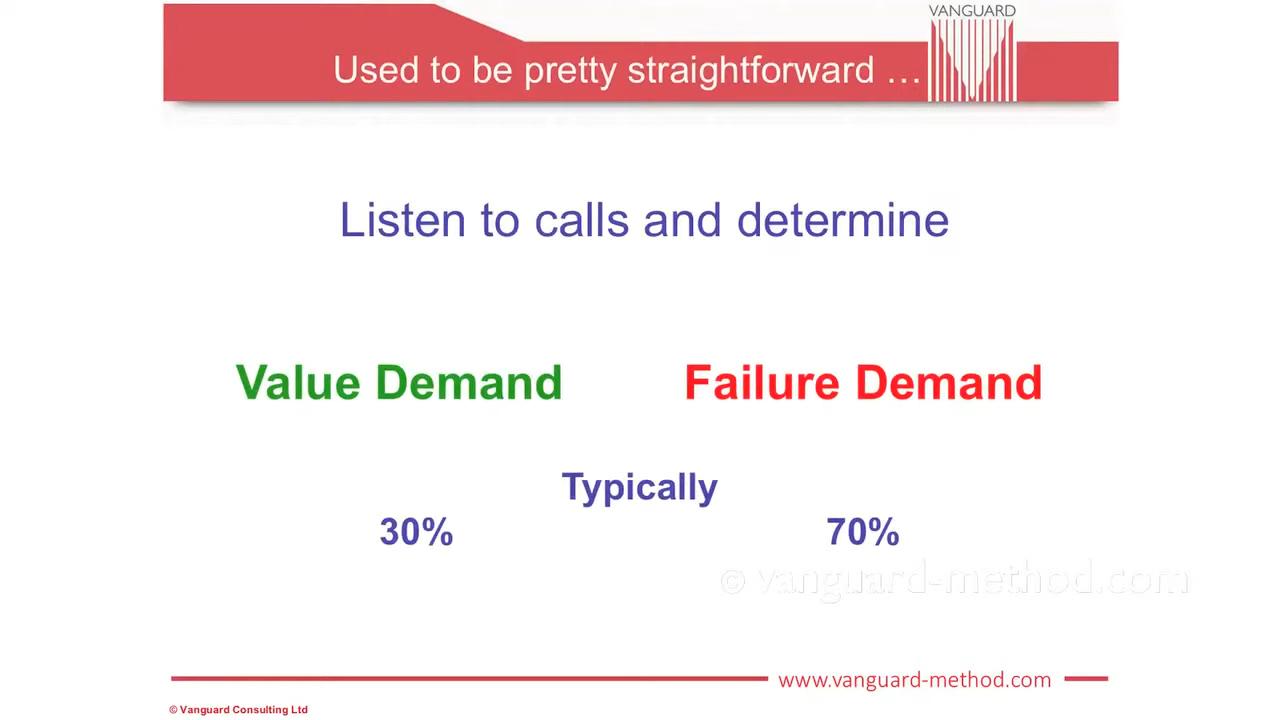 VANGUARD
Used to be pretty straightforward …
Listen to calls and determine
Value Demand Failure Demand
Typically
30% 70%
© vanguard-method.com
www.vanguard-method.com
© Vanguard Consulting Ltd